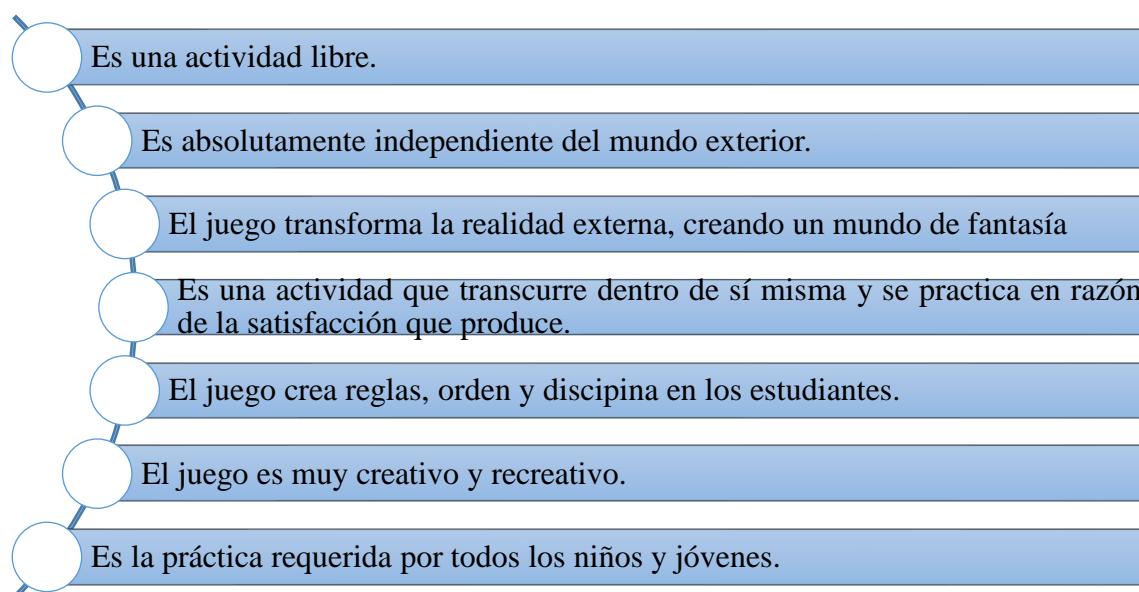 Es una actividad libre.
Es absolutamente independiente del mundo exterior.
El juego transforma la realidad externa, creando un mundo de fantasía
Es una actividad que transcurre dentro de sí misma y se practica en razón
de la satisfacción que produce.
El juego crea reglas, orden y discipina en los estudiantes.
El juego es muy creativo y recreativo.
Es la práctica requerida por todos los niños y jóvenes.